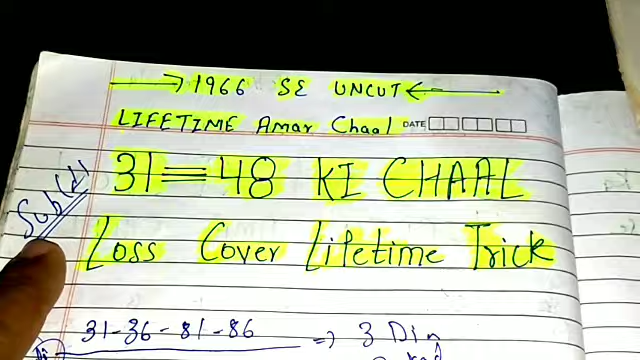 1966 SE UNCUT
LIFETIME Amar Chaal DATE
31 = 48 KI CHAAL
Loss Cover Lifetime Trick
31-36-81-86 => 3 Din